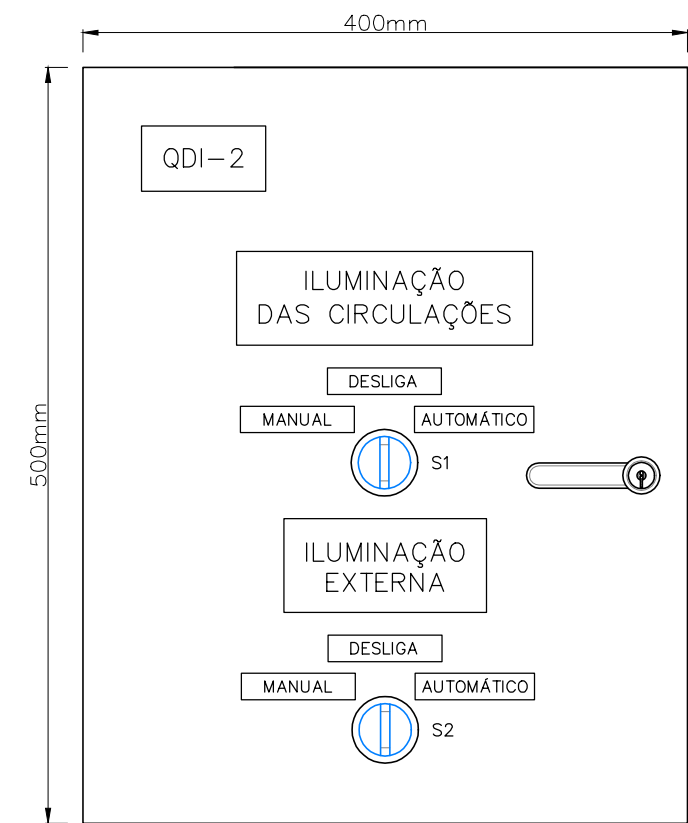 400mm
QDI-2
ILUMINAÇÃO
DAS CIRCULAÇÕES
DESLIGA
MANUAL
AUTOMÁTICO
S1
500mm
ILUMINAÇÃO
EXTERNA
DESLIGA
MANUAL
AUTOMÁTICO
S2